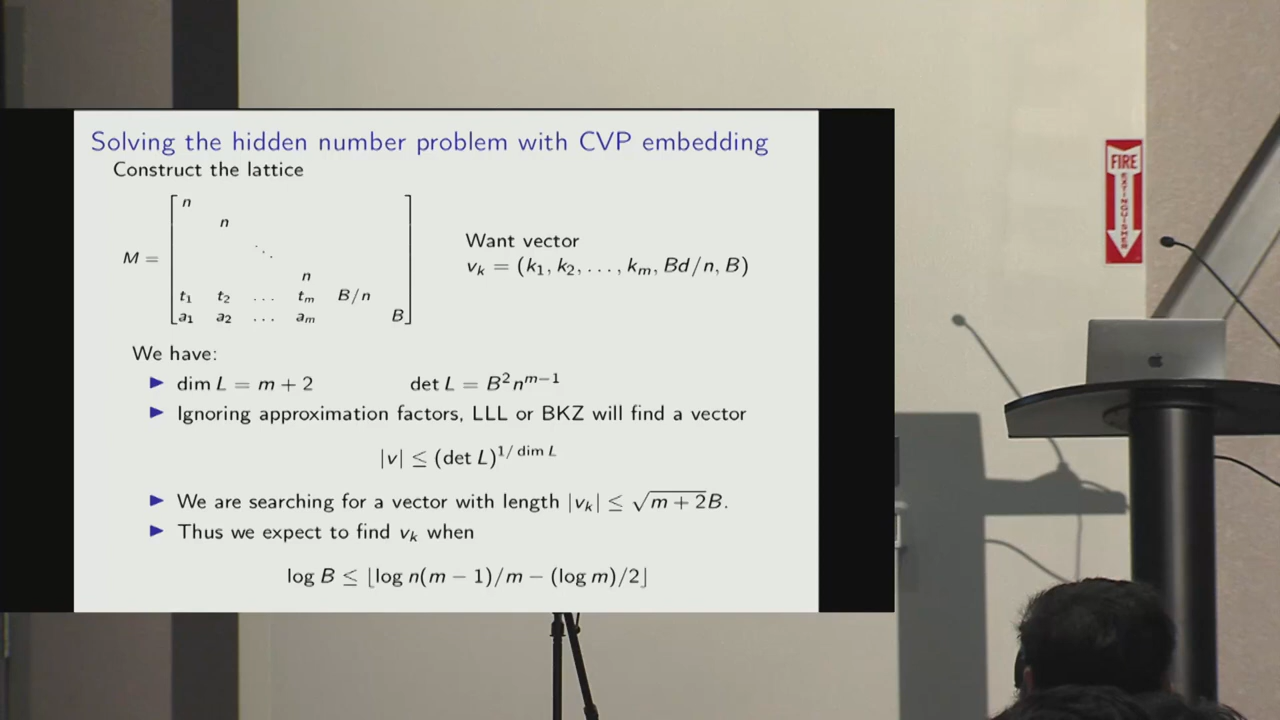 Solving the hidden number problem with CVP embedding
Construct the lattice
M =
n
n
⋱
n
t₁ t₂ … tₘ B/n
a₁ a₂ … aₘ B
Want vector
vₖ = (k₁, k₂, . . . , kₘ, Bd/n, B)
We have:
▶ dim L = m + 2 det L = B²nᵐ⁻¹
▶ Ignoring approximation factors, LLL or BKZ will find a vector
|v| ≤ (det L)^{1/ dim L}
▶ We are searching for a vector with length |vₖ| ≤ √(m + 2)B.
▶ Thus we expect to find vₖ when
log B ≤ ⌊log n(m − 1)/m − (log m)/2⌋
FIRE
EXTINGUISHER